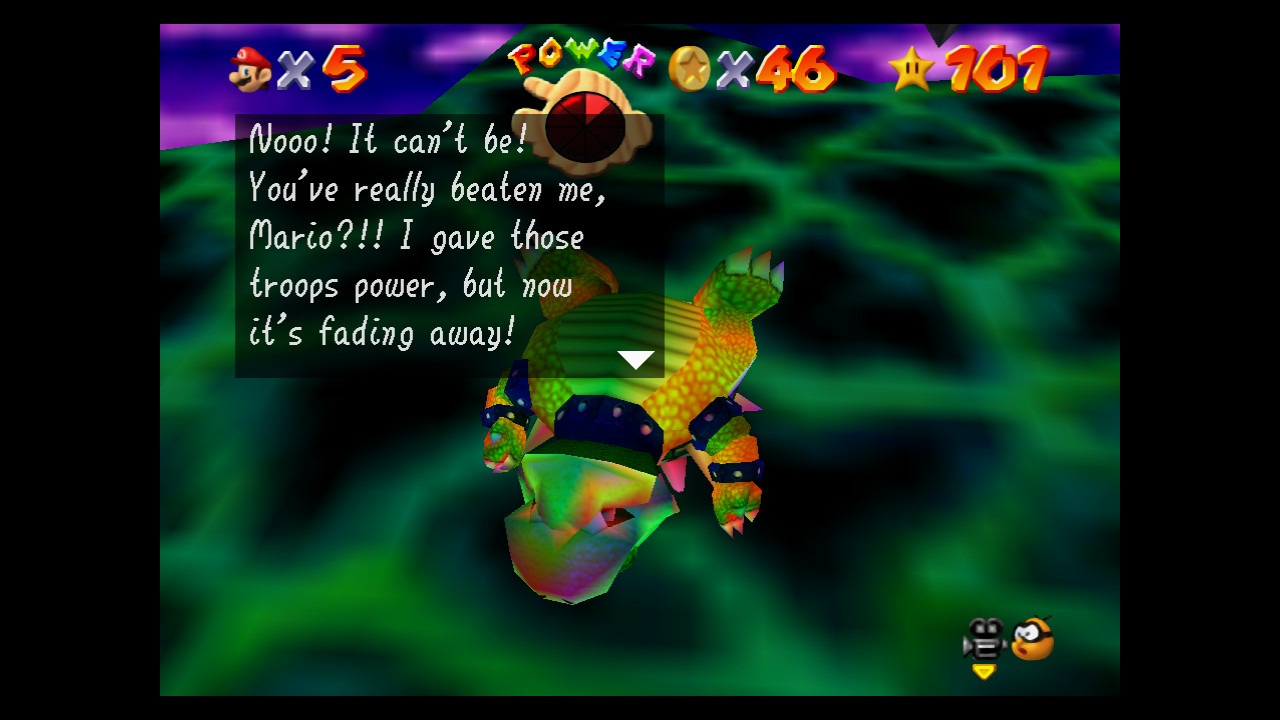 POWER
x 5
x 46
101
Nooo! It can't be!
You've really beaten me,
Mario?!! I gave those
troops power, but now
it's fading away!